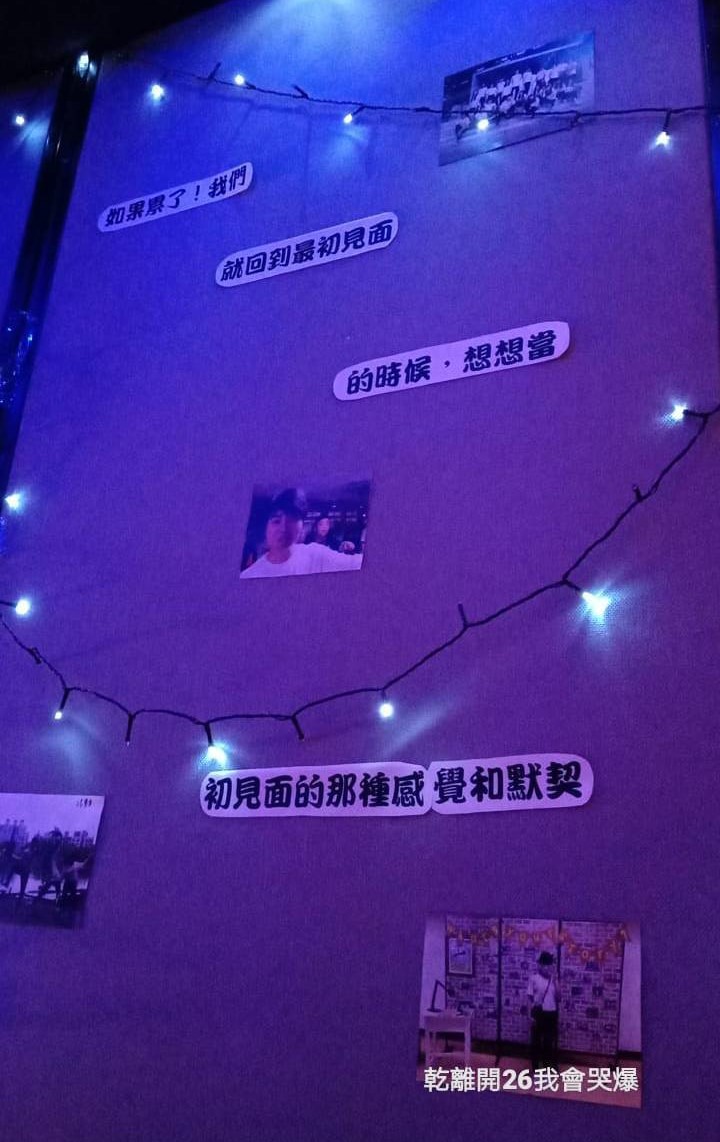 如果累了！我們
就回到最初見面
的時候，想想當
初見面的那種感覺和默契
乾離開26我會哭爆